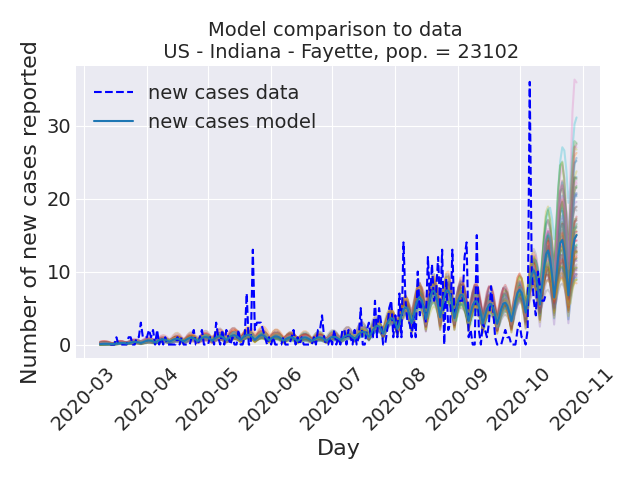 Model comparison to data
US - Indiana - Fayette, pop. = 23102
new cases data
new cases model
Number of new cases reported
30
20
10
0
2020-03
2020-04
2020-05
2020-06
2020-07
2020-08
2020-09
2020-10
2020-11
Day